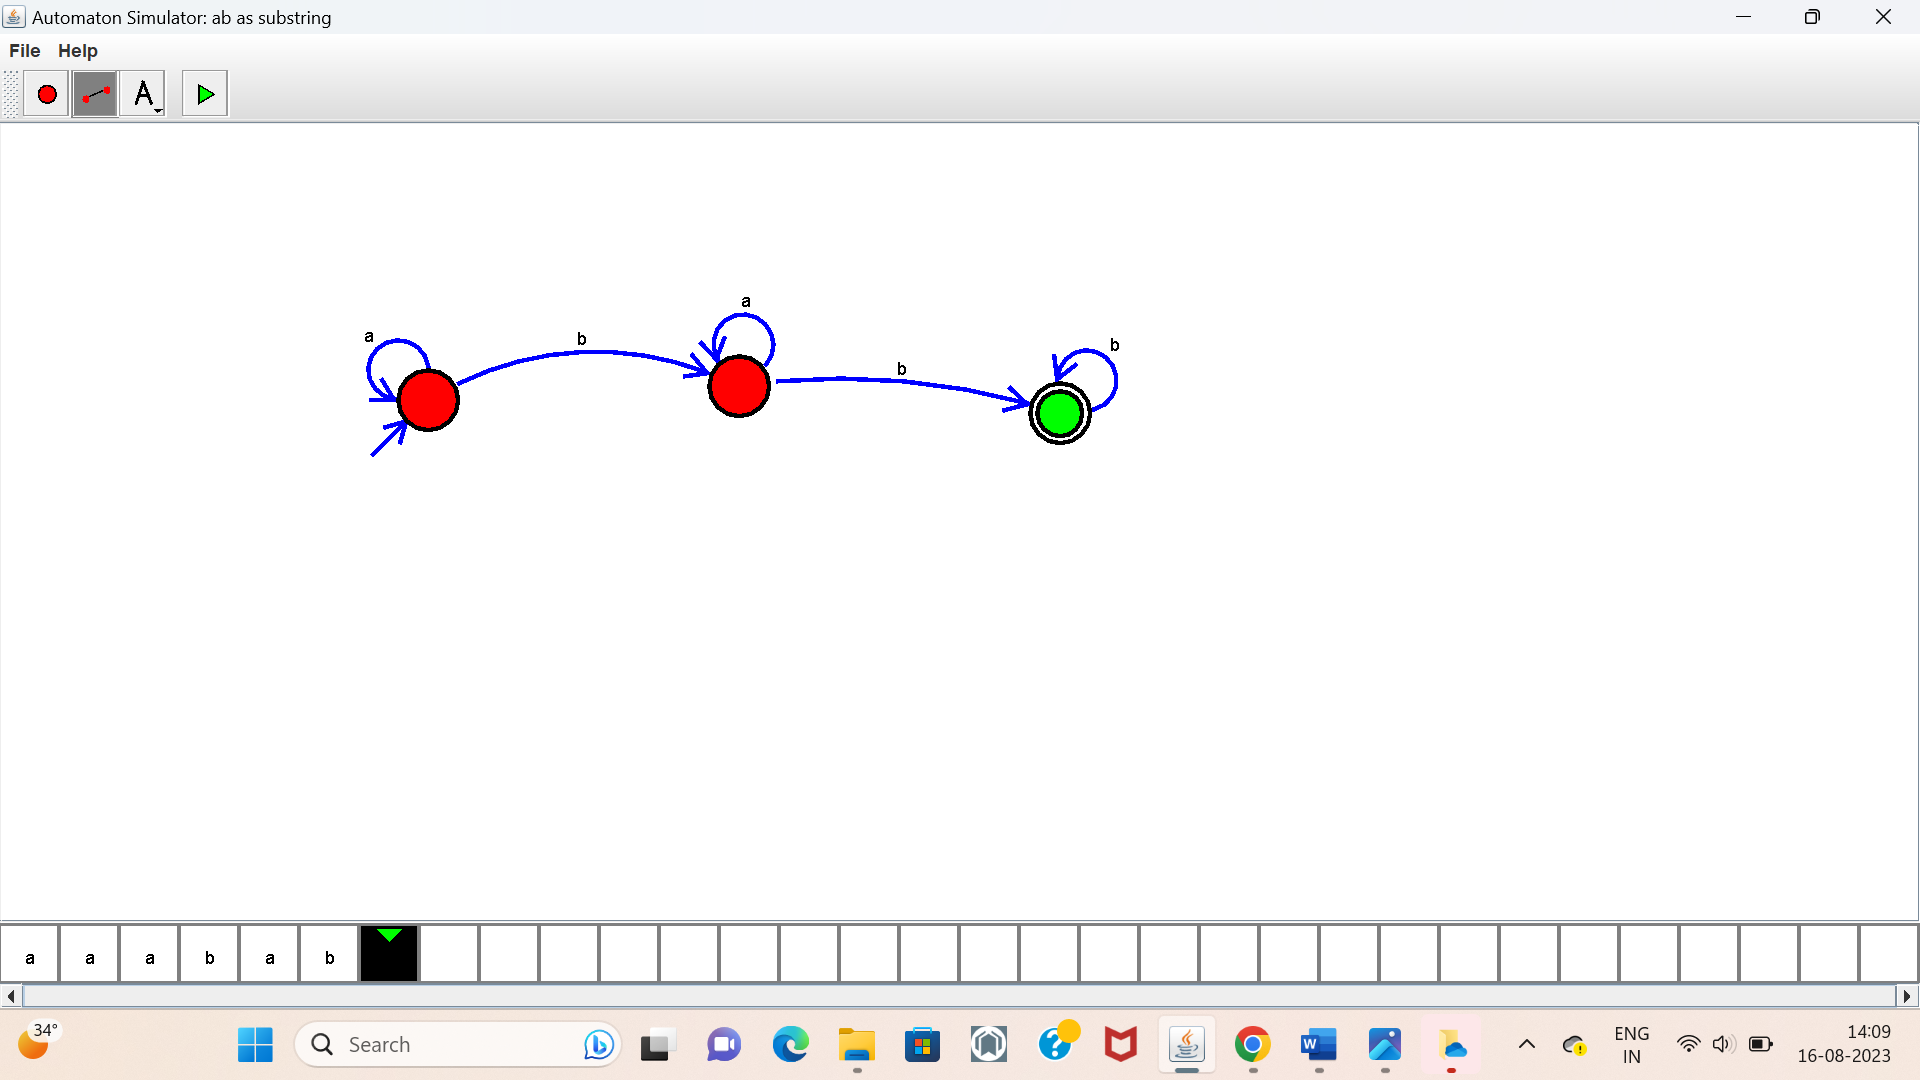 Automaton Simulator: ab as substring
File Help
A
a
a
b
b
b
a a a b a b
34°
Search
ENG
IN
14:09
16-08-2023